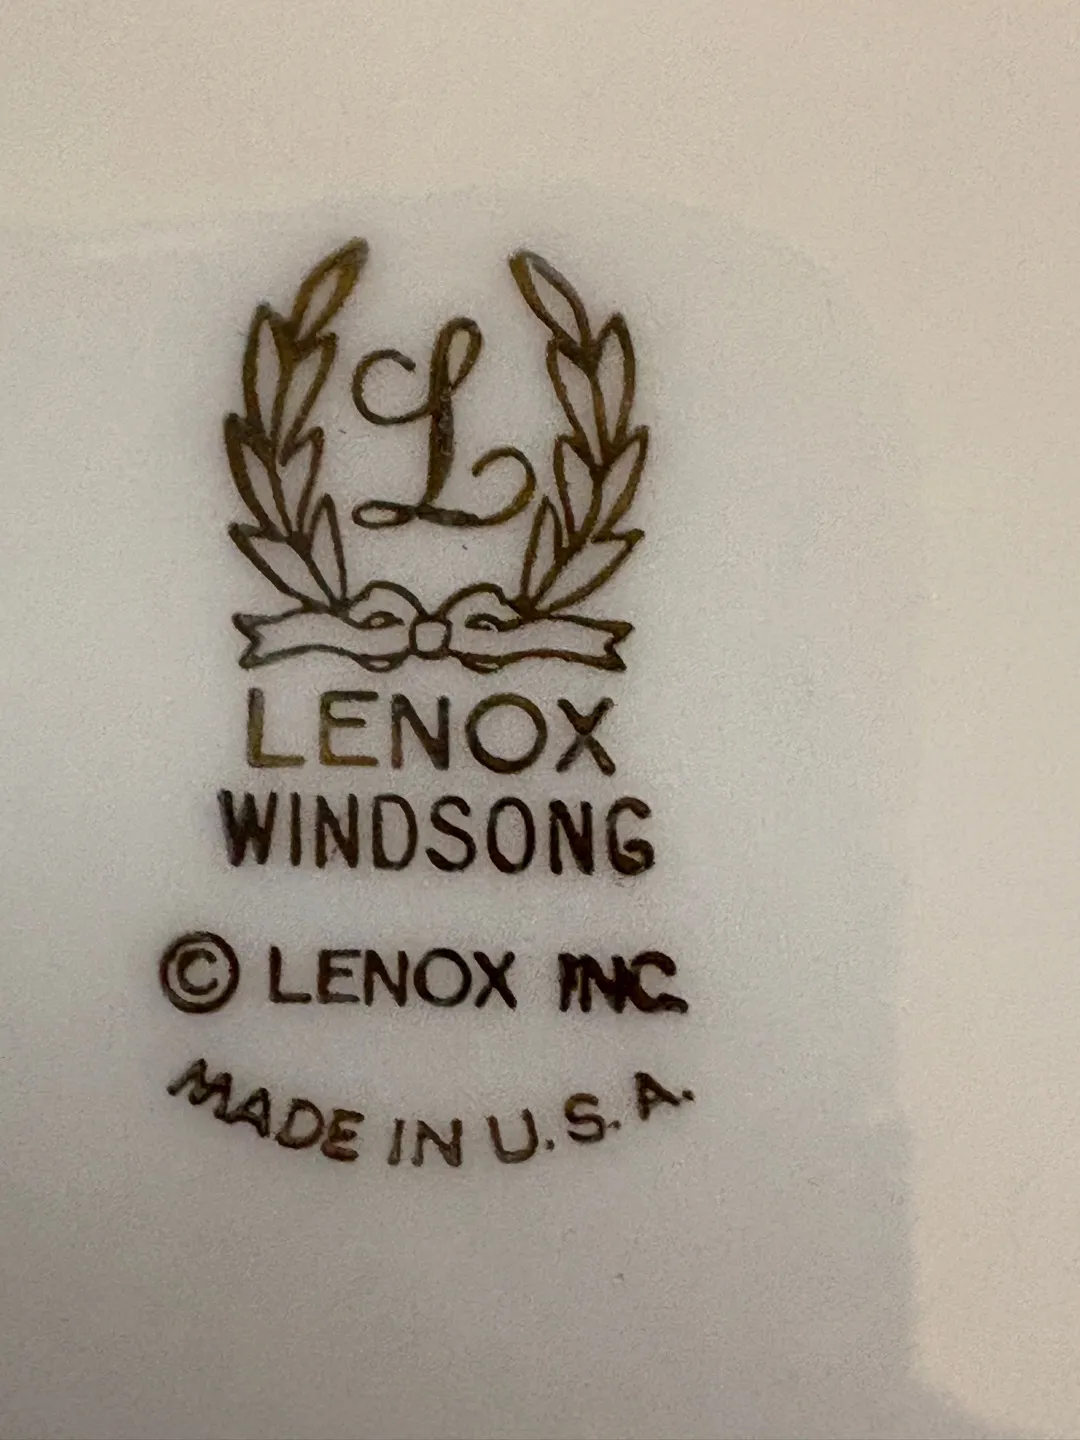 L
LENOX
WINDSONG
© LENOX INC.
MADE IN U.S.A.